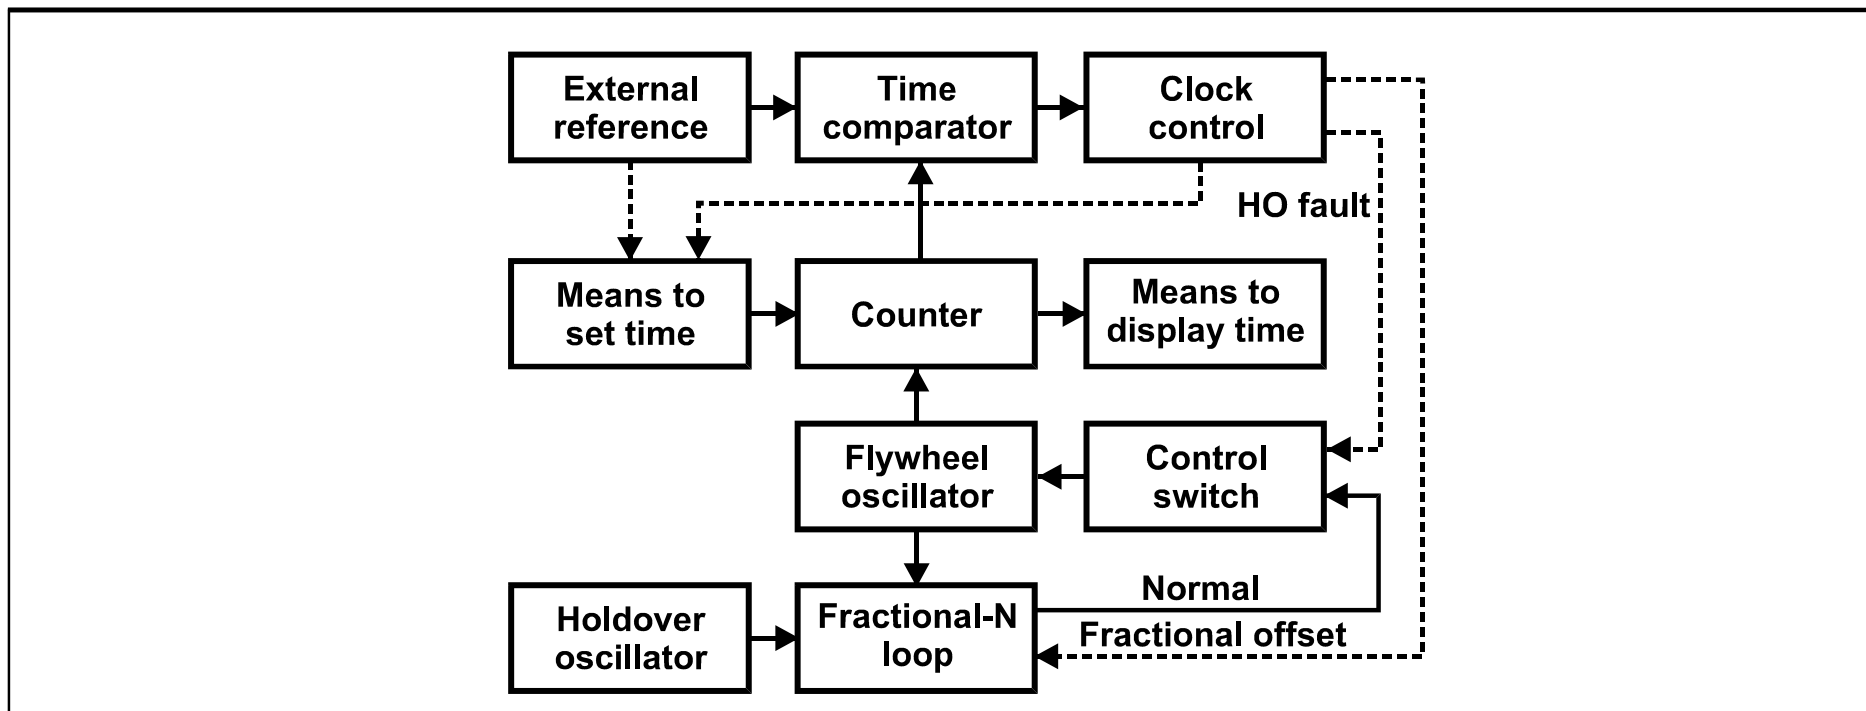 External
reference
Time
comparator
Clock
control
HO fault
Means to
set time
Counter
Means to
display time
Flywheel
oscillator
Control
switch
Holdover
oscillator
Fractional-N
loop
Normal
Fractional offset